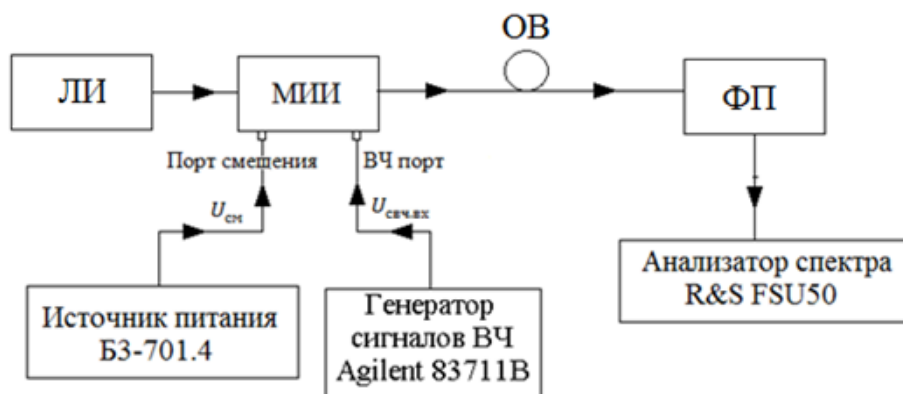 ОВ
ЛИ
МИИ
ФП
Порт смешения
ВЧ порт
Uсм
Uсвч.вх
Источник питания
Б3-701.4
Генератор
сигналов ВЧ
Agilent 83711B
Анализатор спектра
R&S FSU50